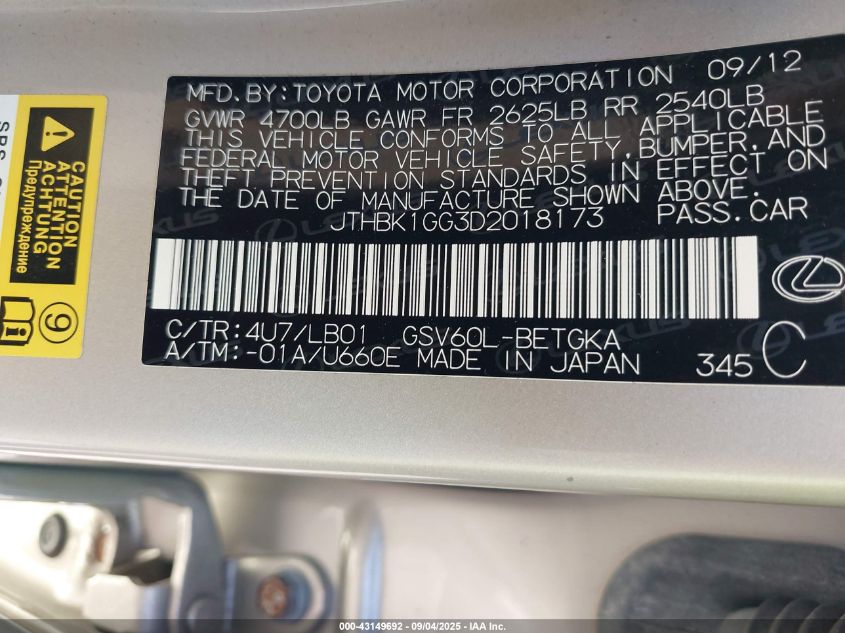 MFD.BY:TOYOTA MOTOR CORPORATION 09/12
GVWR 4700LB GAWR FR 2625LB RR 2540LB
THIS VEHICLE CONFORMS TO ALL APPLICABLE
FEDERAL MOTOR VEHICLE SAFETY,BUMPER,AND
THEFT PREVENTION STANDARDS IN EFFECT ON
THE DATE OF MANUFACTURE SHOWN ABOVE.
JTHBK1GG3D2018173 PASS.CAR
C/TR:4U7/LB01 GSV60L-BETGKA
A/TM:-01A/U660E MADE IN JAPAN 345 C
CAUTION
ATTENTION
ACHTUNG
Предупреждение
9
LEXUS
000-43149692 - 09/04/2025 - IAA Inc.